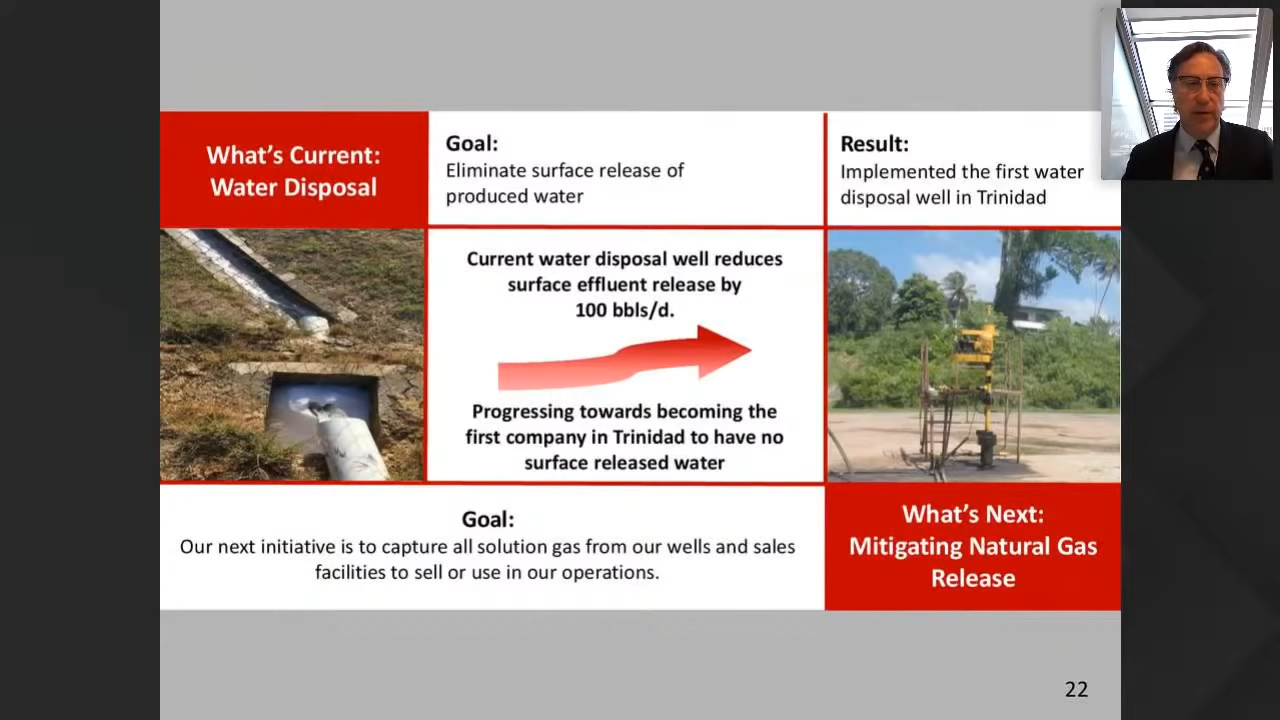 What's Current:
Water Disposal
Goal:
Eliminate surface release of
produced water
Result:
Implemented the first water
disposal well in Trinidad
Current water disposal well reduces
surface effluent release by
100 bbls/d.
Progressing towards becoming the
first company in Trinidad to have no
surface released water
Goal:
Our next initiative is to capture all solution gas from our wells and sales
facilities to sell or use in our operations.
What's Next:
Mitigating Natural Gas
Release
22